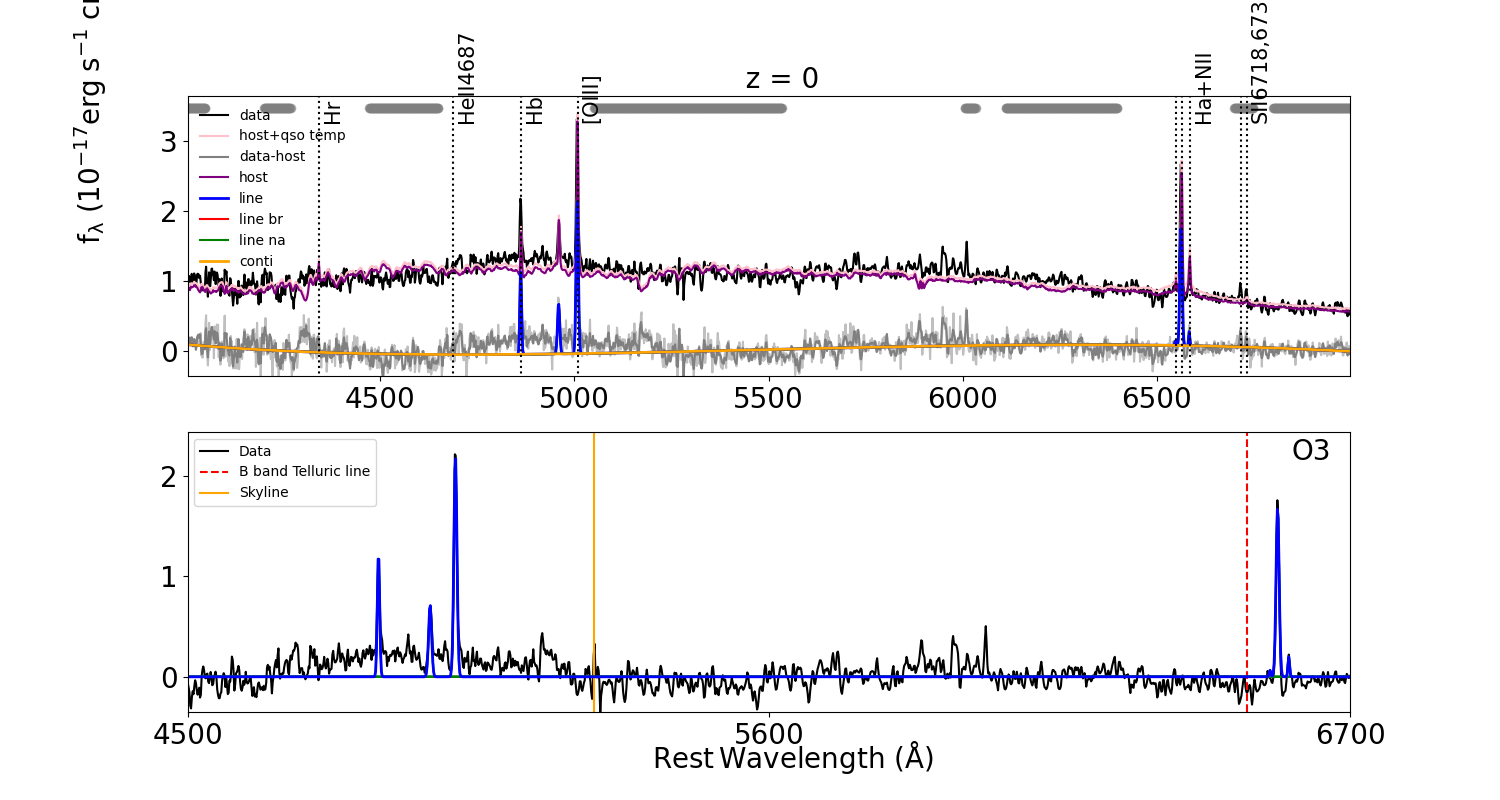 z = 0
f_λ (10^−17 erg s^−1 c
Hr
HeII4687
Hb
[OIII]
Ha+NII
SII6718,673
data
host+qso temp
data-host
host
line
line br
line na
conti
3
2
1
0
4500 5000 5500 6000 6500
O3
Data
B band Telluric line
Skyline
2
1
0
4500 5600 6700
Rest Wavelength (Å)